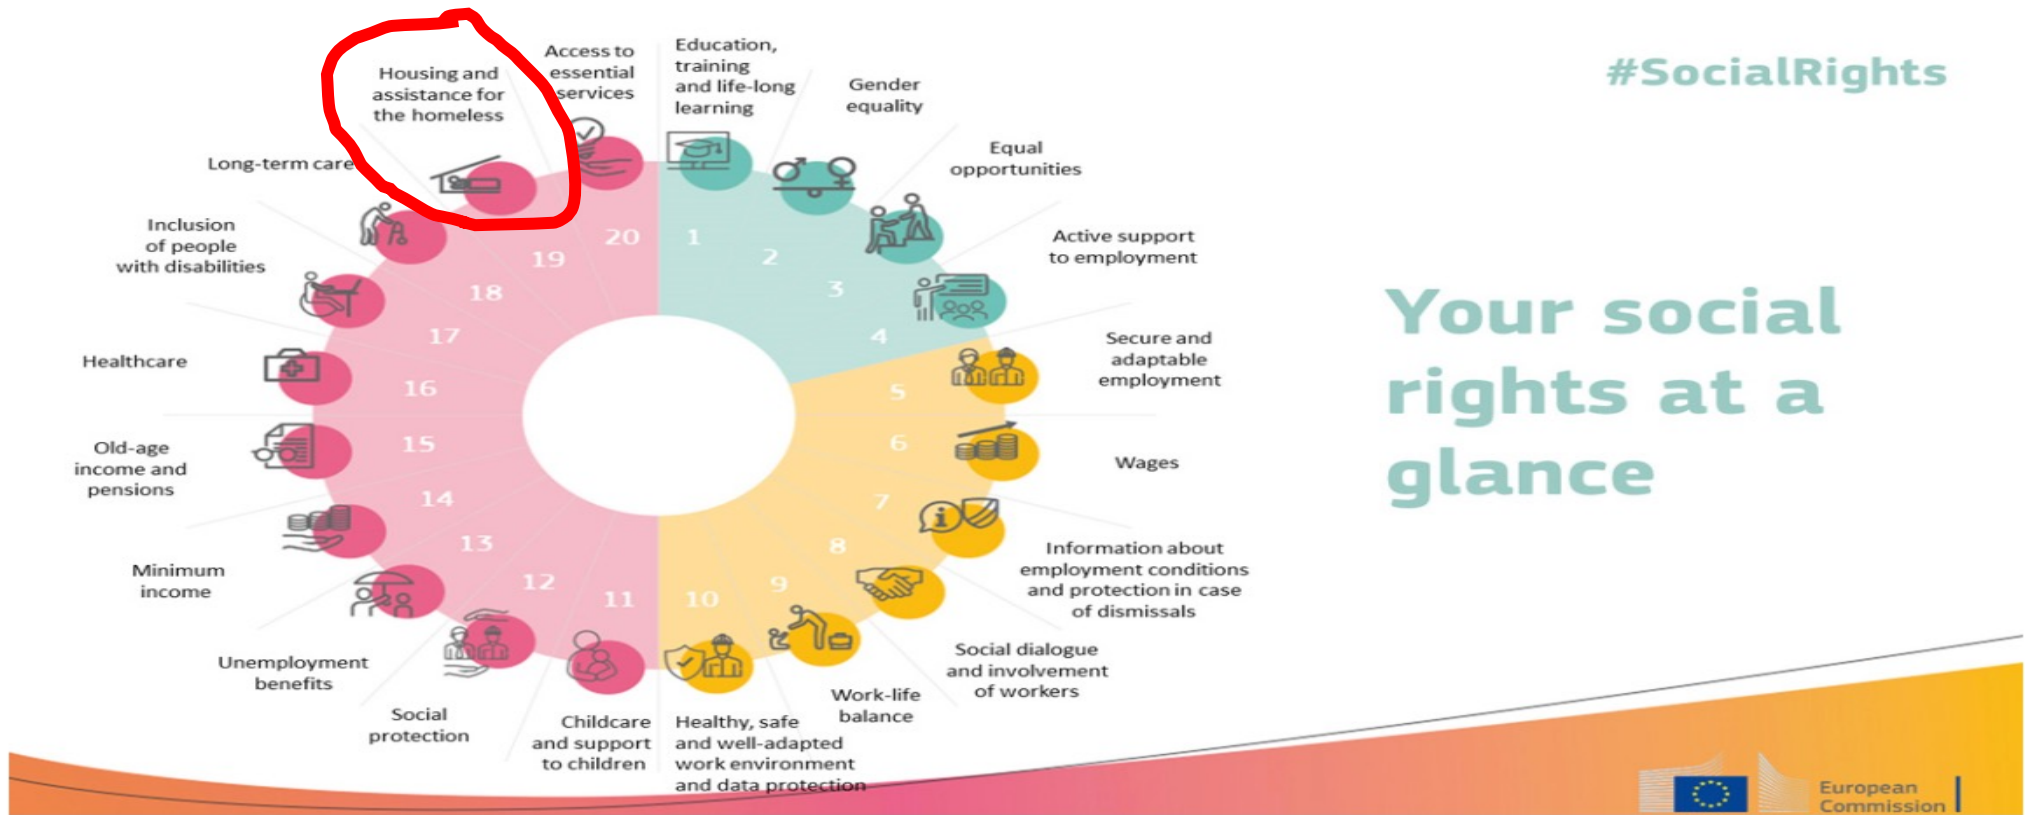 Education,
training
and life-long
learning
Gender
equality
Equal
opportunities
Active support
to employment
Secure and
adaptable
employment
Wages
Information about
employment conditions
and protection in case
of dismissals
Social dialogue
and involvement
of workers
Work-life
balance
Healthy, safe
and well-adapted
work environment
and data protection
Childcare
and support
to children
Social
protection
Unemployment
benefits
Minimum
income
Old-age
income and
pensions
Healthcare
Inclusion
of people
with disabilities
Long-term care
Housing and
assistance for
the homeless
Access to
essential
services
1
2
3
4
5
6
7
8
9
10
11
12
13
14
15
16
17
18
19
20
#SocialRights
Your social
rights at a
glance
European
Commission